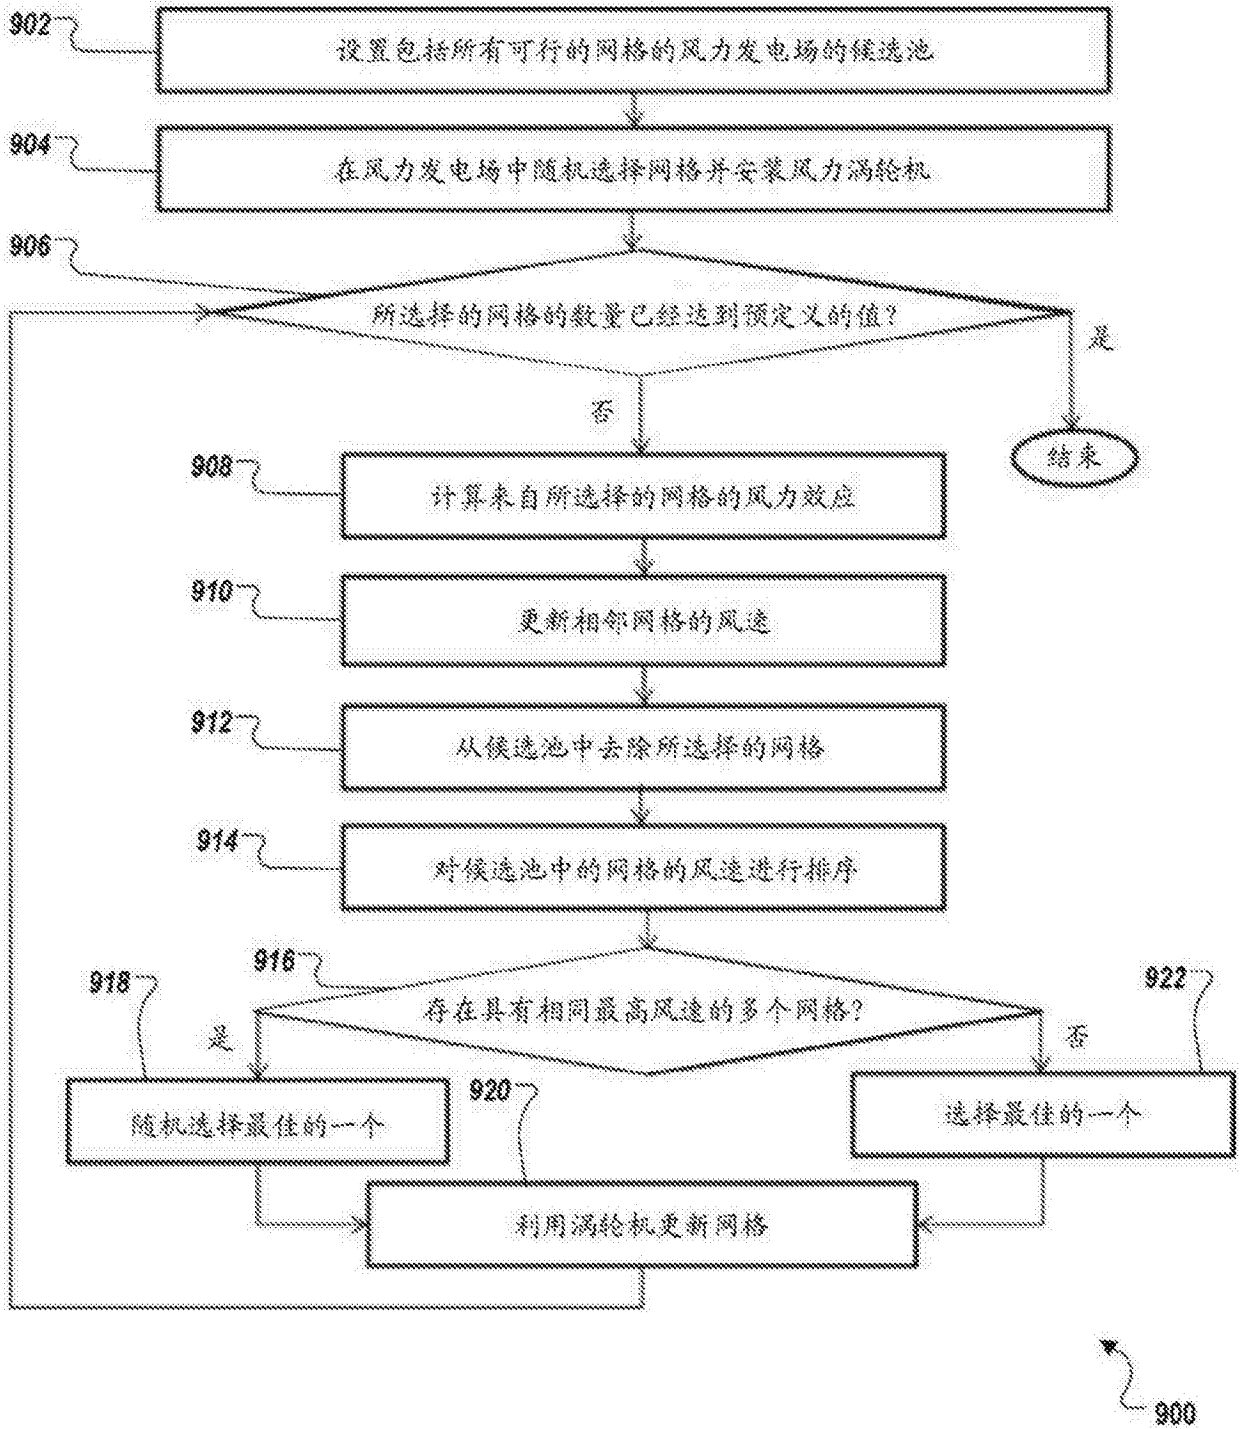 902
设置包括所有可行的网格的风力发电场的候选池
904
在风力发电场中随机选择网格并安装风力涡轮机
906
所选择的网格的数量已经达到预定义的值?
是
否
结束
908
计算来自所选择的网格的风力效应
910
更新相邻网格的风速
912
从候选池中去除所选择的网格
914
对候选池中的网格的风速进行排序
916
存在具有相同最高风速的多个网格?
918
922
是
否
随机选择最佳的一个
920
选择最佳的一个
利用涡轮机更新网格
900